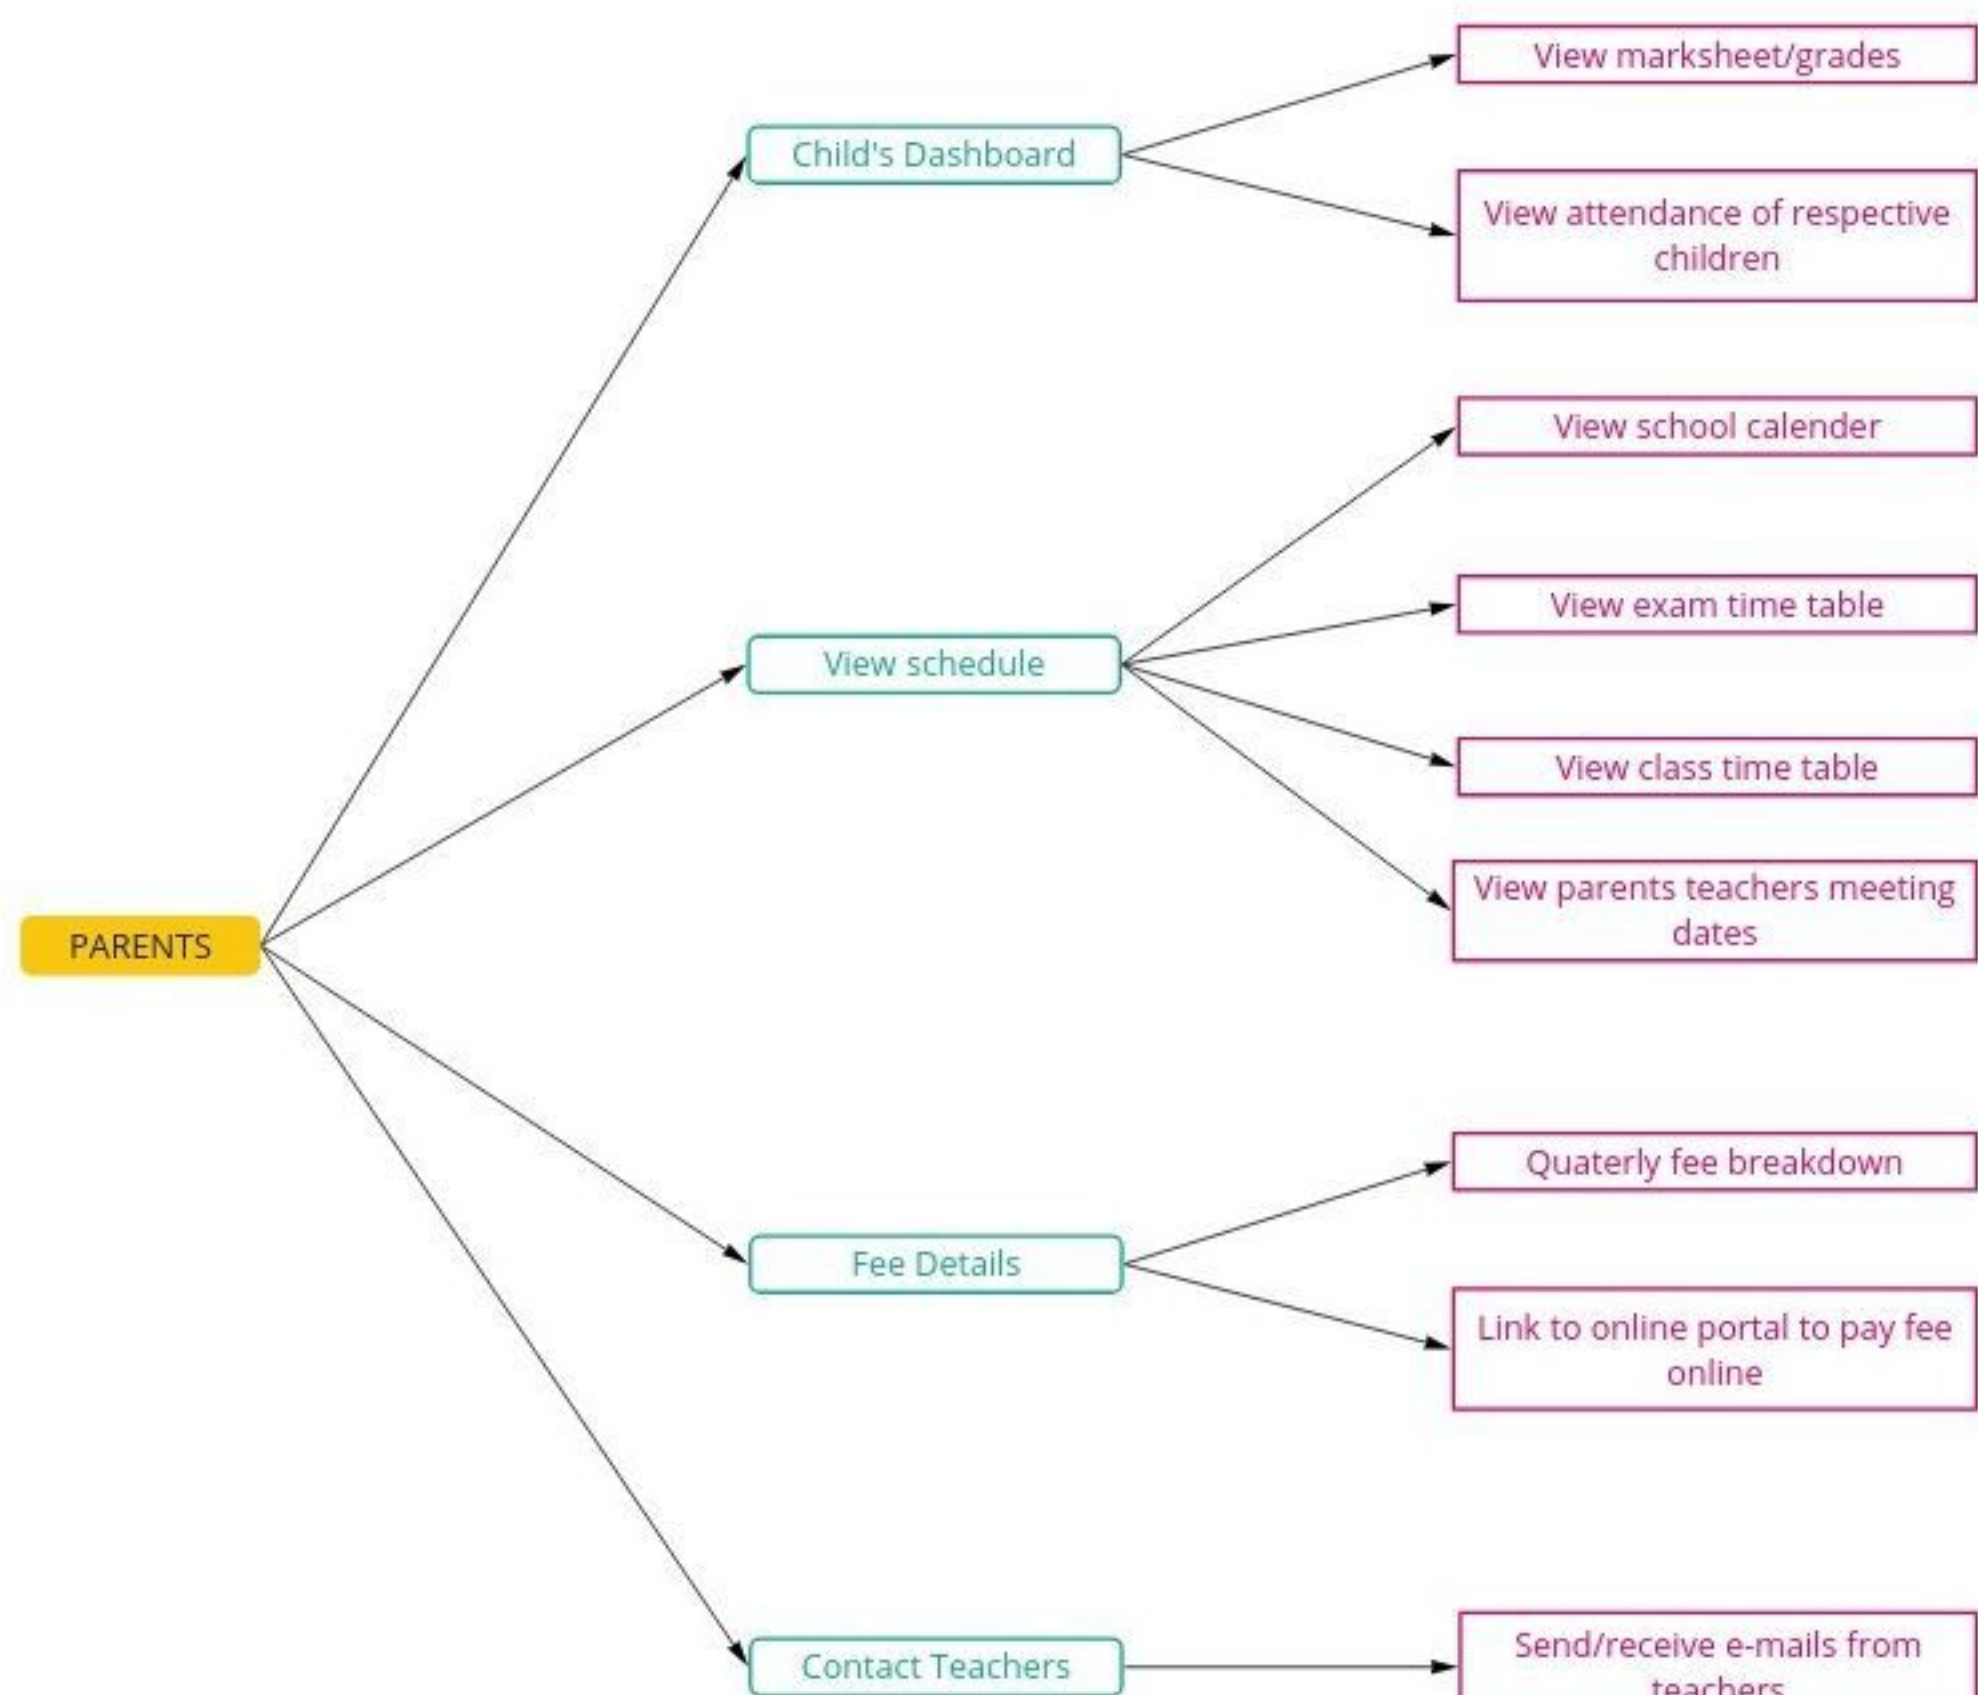 View marksheet/grades
Child's Dashboard
View attendance of respective
children
View school calender
View exam time table
View schedule
View class time table
View parents teachers meeting
dates
PARENTS
Quaterly fee breakdown
Fee Details
Link to online portal to pay fee
online
Contact Teachers
Send/receive e-mails from
teachers